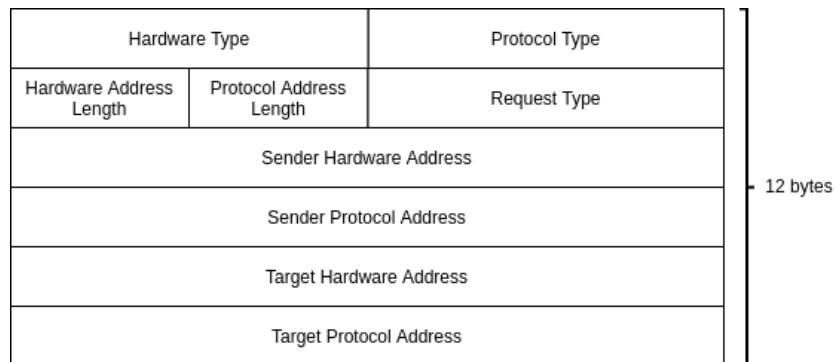 Hardware Type
Protocol Type
Hardware Address
Length
Protocol Address
Length
Request Type
Sender Hardware Address
12 bytes
Sender Protocol Address
Target Hardware Address
Target Protocol Address